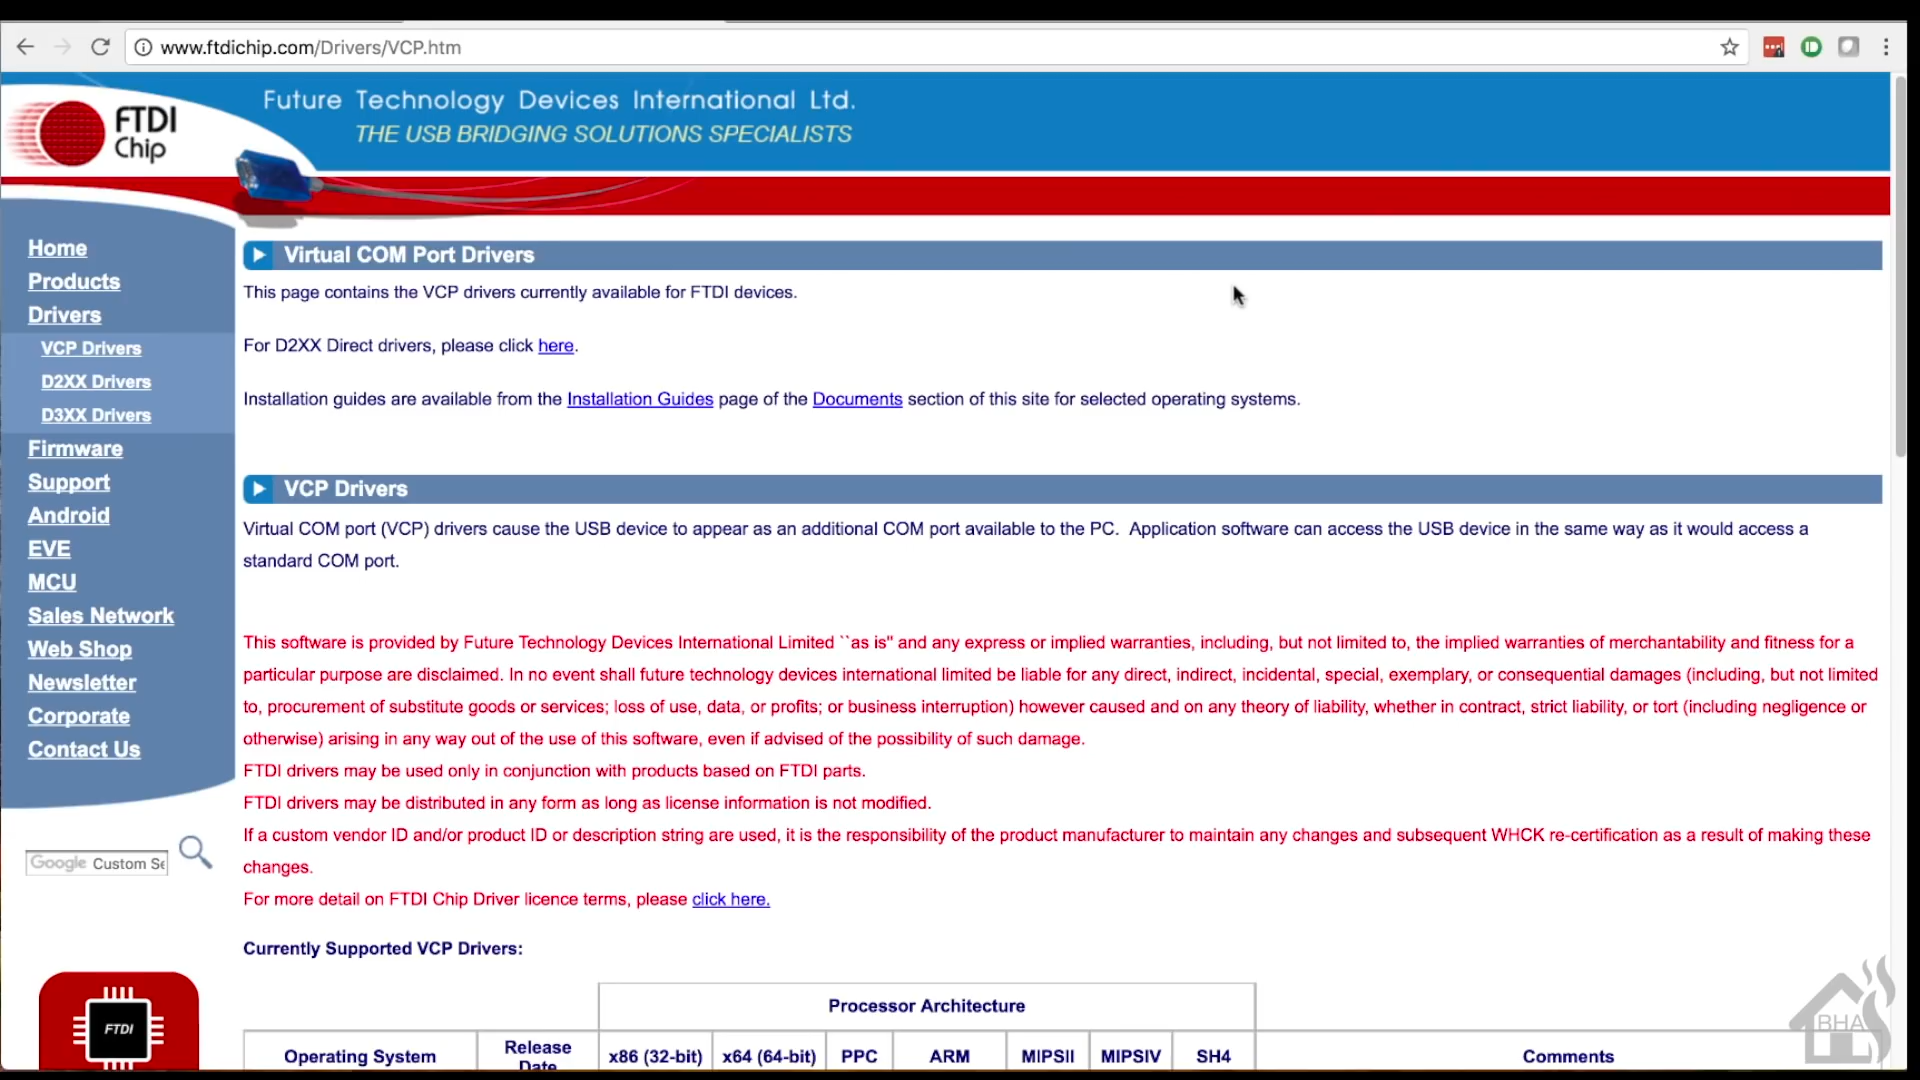 www.ftdichip.com/Drivers/VCP.htm
FTDI
Chip
Future Technology Devices International Ltd.
THE USB BRIDGING SOLUTIONS SPECIALISTS
Home
Products
Drivers
VCP Drivers
D2XX Drivers
D3XX Drivers
Firmware
Support
Android
EVE
MCU
Sales Network
Web Shop
Newsletter
Corporate
Contact Us
Google Custom Se
FTDI
Virtual COM Port Drivers
This page contains the VCP drivers currently available for FTDI devices.
For D2XX Direct drivers, please click here.
Installation guides are available from the Installation Guides page of the Documents section of this site for selected operating systems.
VCP Drivers
Virtual COM port (VCP) drivers cause the USB device to appear as an additional COM port available to the PC.  Application software can access the USB device in the same way as it would access a
standard COM port.
This software is provided by Future Technology Devices International Limited ``as is'' and any express or implied warranties, including, but not limited to, the implied warranties of merchantability and fitness for a
particular purpose are disclaimed. In no event shall future technology devices international limited be liable for any direct, indirect, incidental, special, exemplary, or consequential damages (including, but not limited
to, procurement of substitute goods or services; loss of use, data, or profits; or business interruption) however caused and on any theory of liability, whether in contract, strict liability, or tort (including negligence or
otherwise) arising in any way out of the use of this software, even if advised of the possibility of such damage.
FTDI drivers may be used only in conjunction with products based on FTDI parts.
FTDI drivers may be distributed in any form as long as license information is not modified.
If a custom vendor ID and/or product ID or description string are used, it is the responsibility of the product manufacturer to maintain any changes and subsequent WHCK re-certification as a result of making these
changes.
For more detail on FTDI Chip Driver licence terms, please click here.
Currently Supported VCP Drivers:
Processor Architecture
Operating System
Release
Date
x86 (32-bit)
x64 (64-bit)
PPC
ARM
MIPSII
MIPSIV
SH4
Comments
BHA